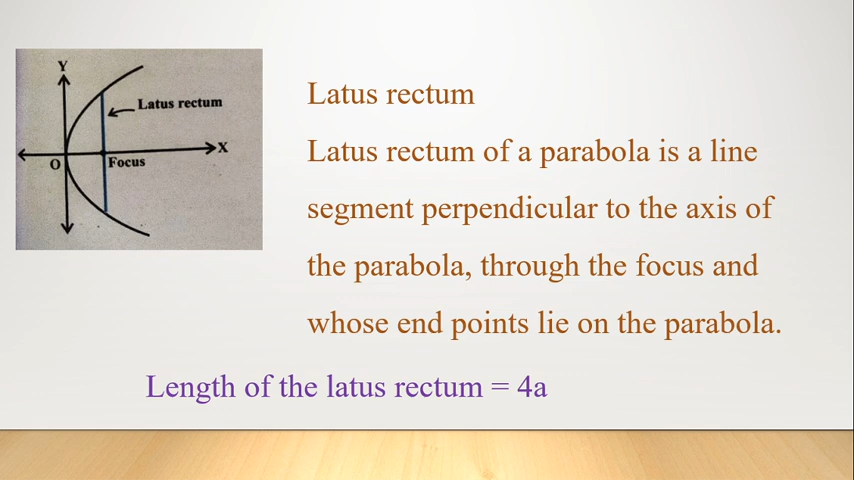 Y
Latus rectum
X
O
Focus
Latus rectum
Latus rectum of a parabola is a line
segment perpendicular to the axis of
the parabola, through the focus and
whose end points lie on the parabola.
Length of the latus rectum = 4a